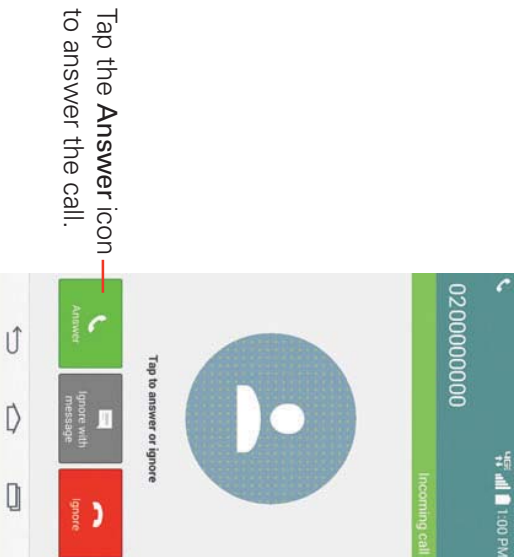 1:00 PM
0200000000
Incoming call
Tap to answer or ignore
Tap the Answer icon
to answer the call.
Answer
Ignore with
message
Ignore